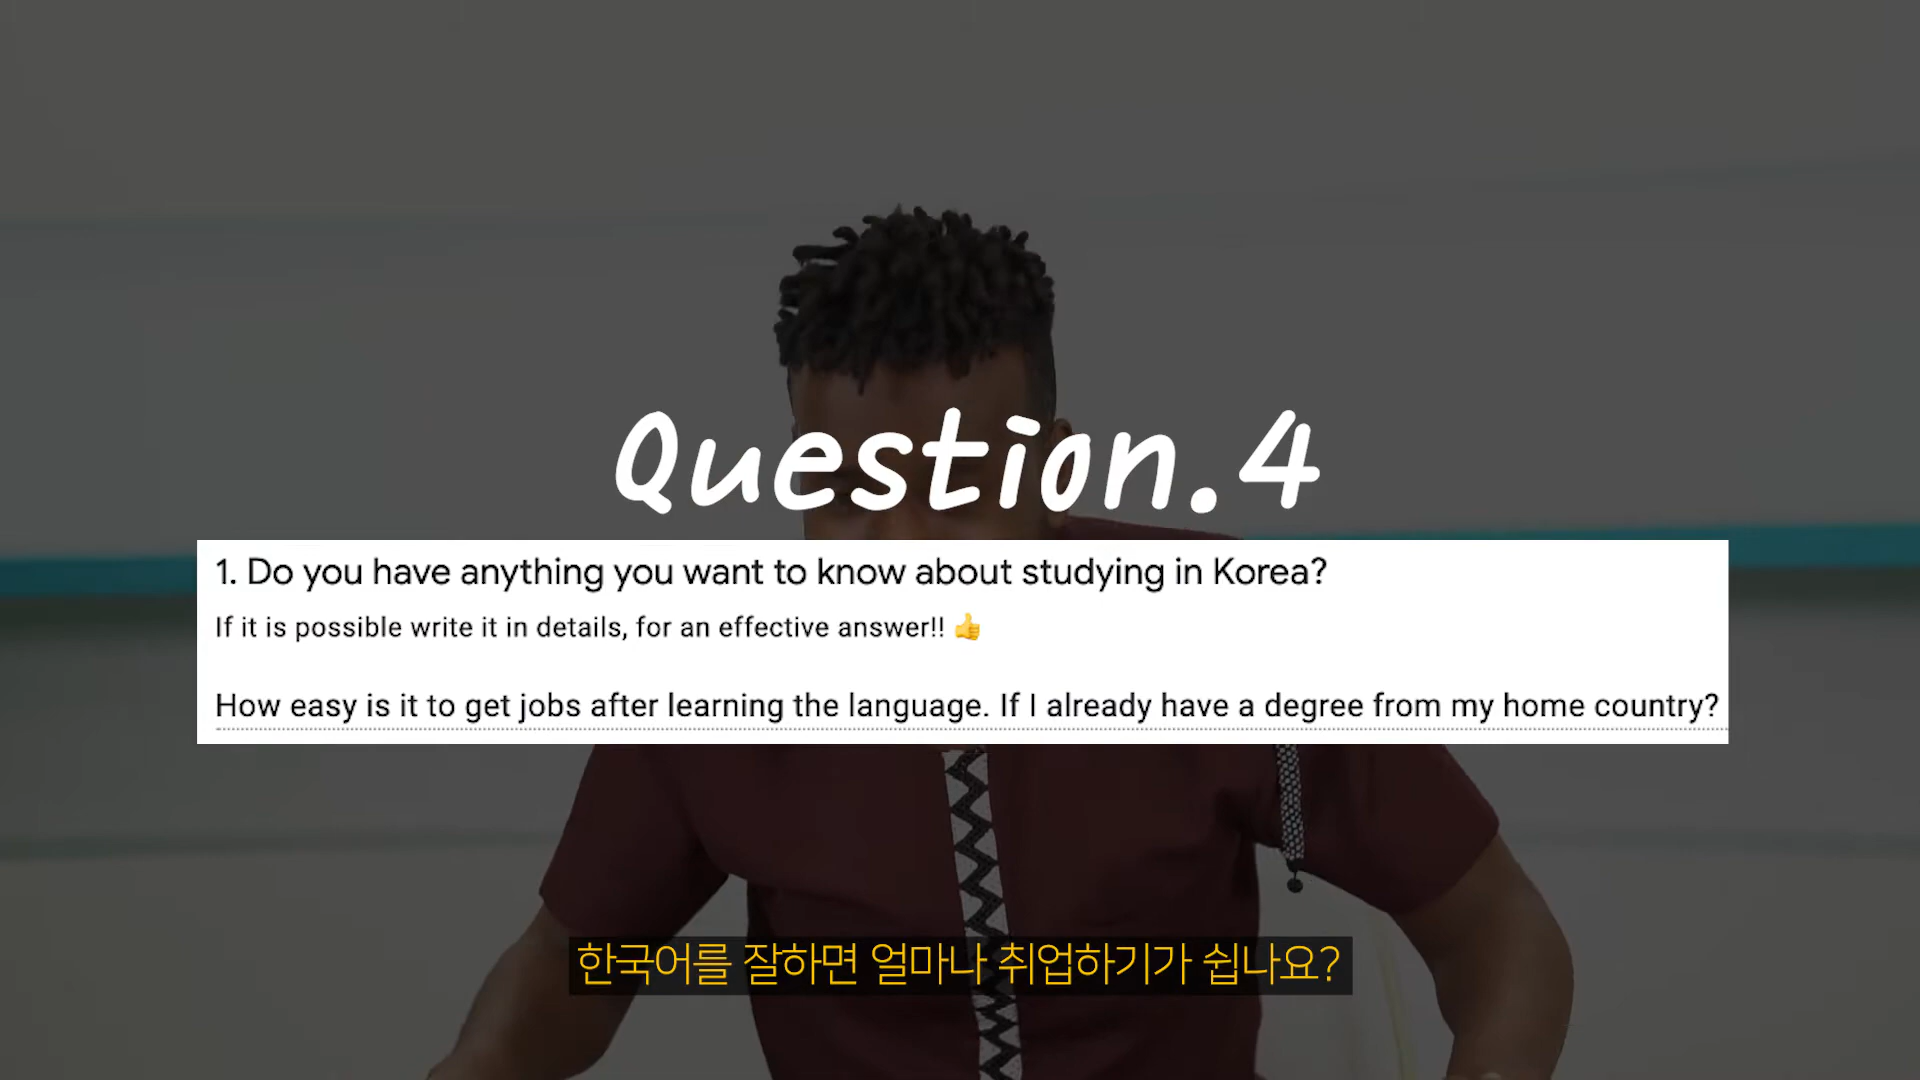 Question.4
1. Do you have anything you want to know about studying in Korea?
If it is possible write it in details, for an effective answer!! 👍
How easy is it to get jobs after learning the language. If I already have a degree from my home country?
한국어를 잘하면 얼마나 취업하기가 쉽나요?